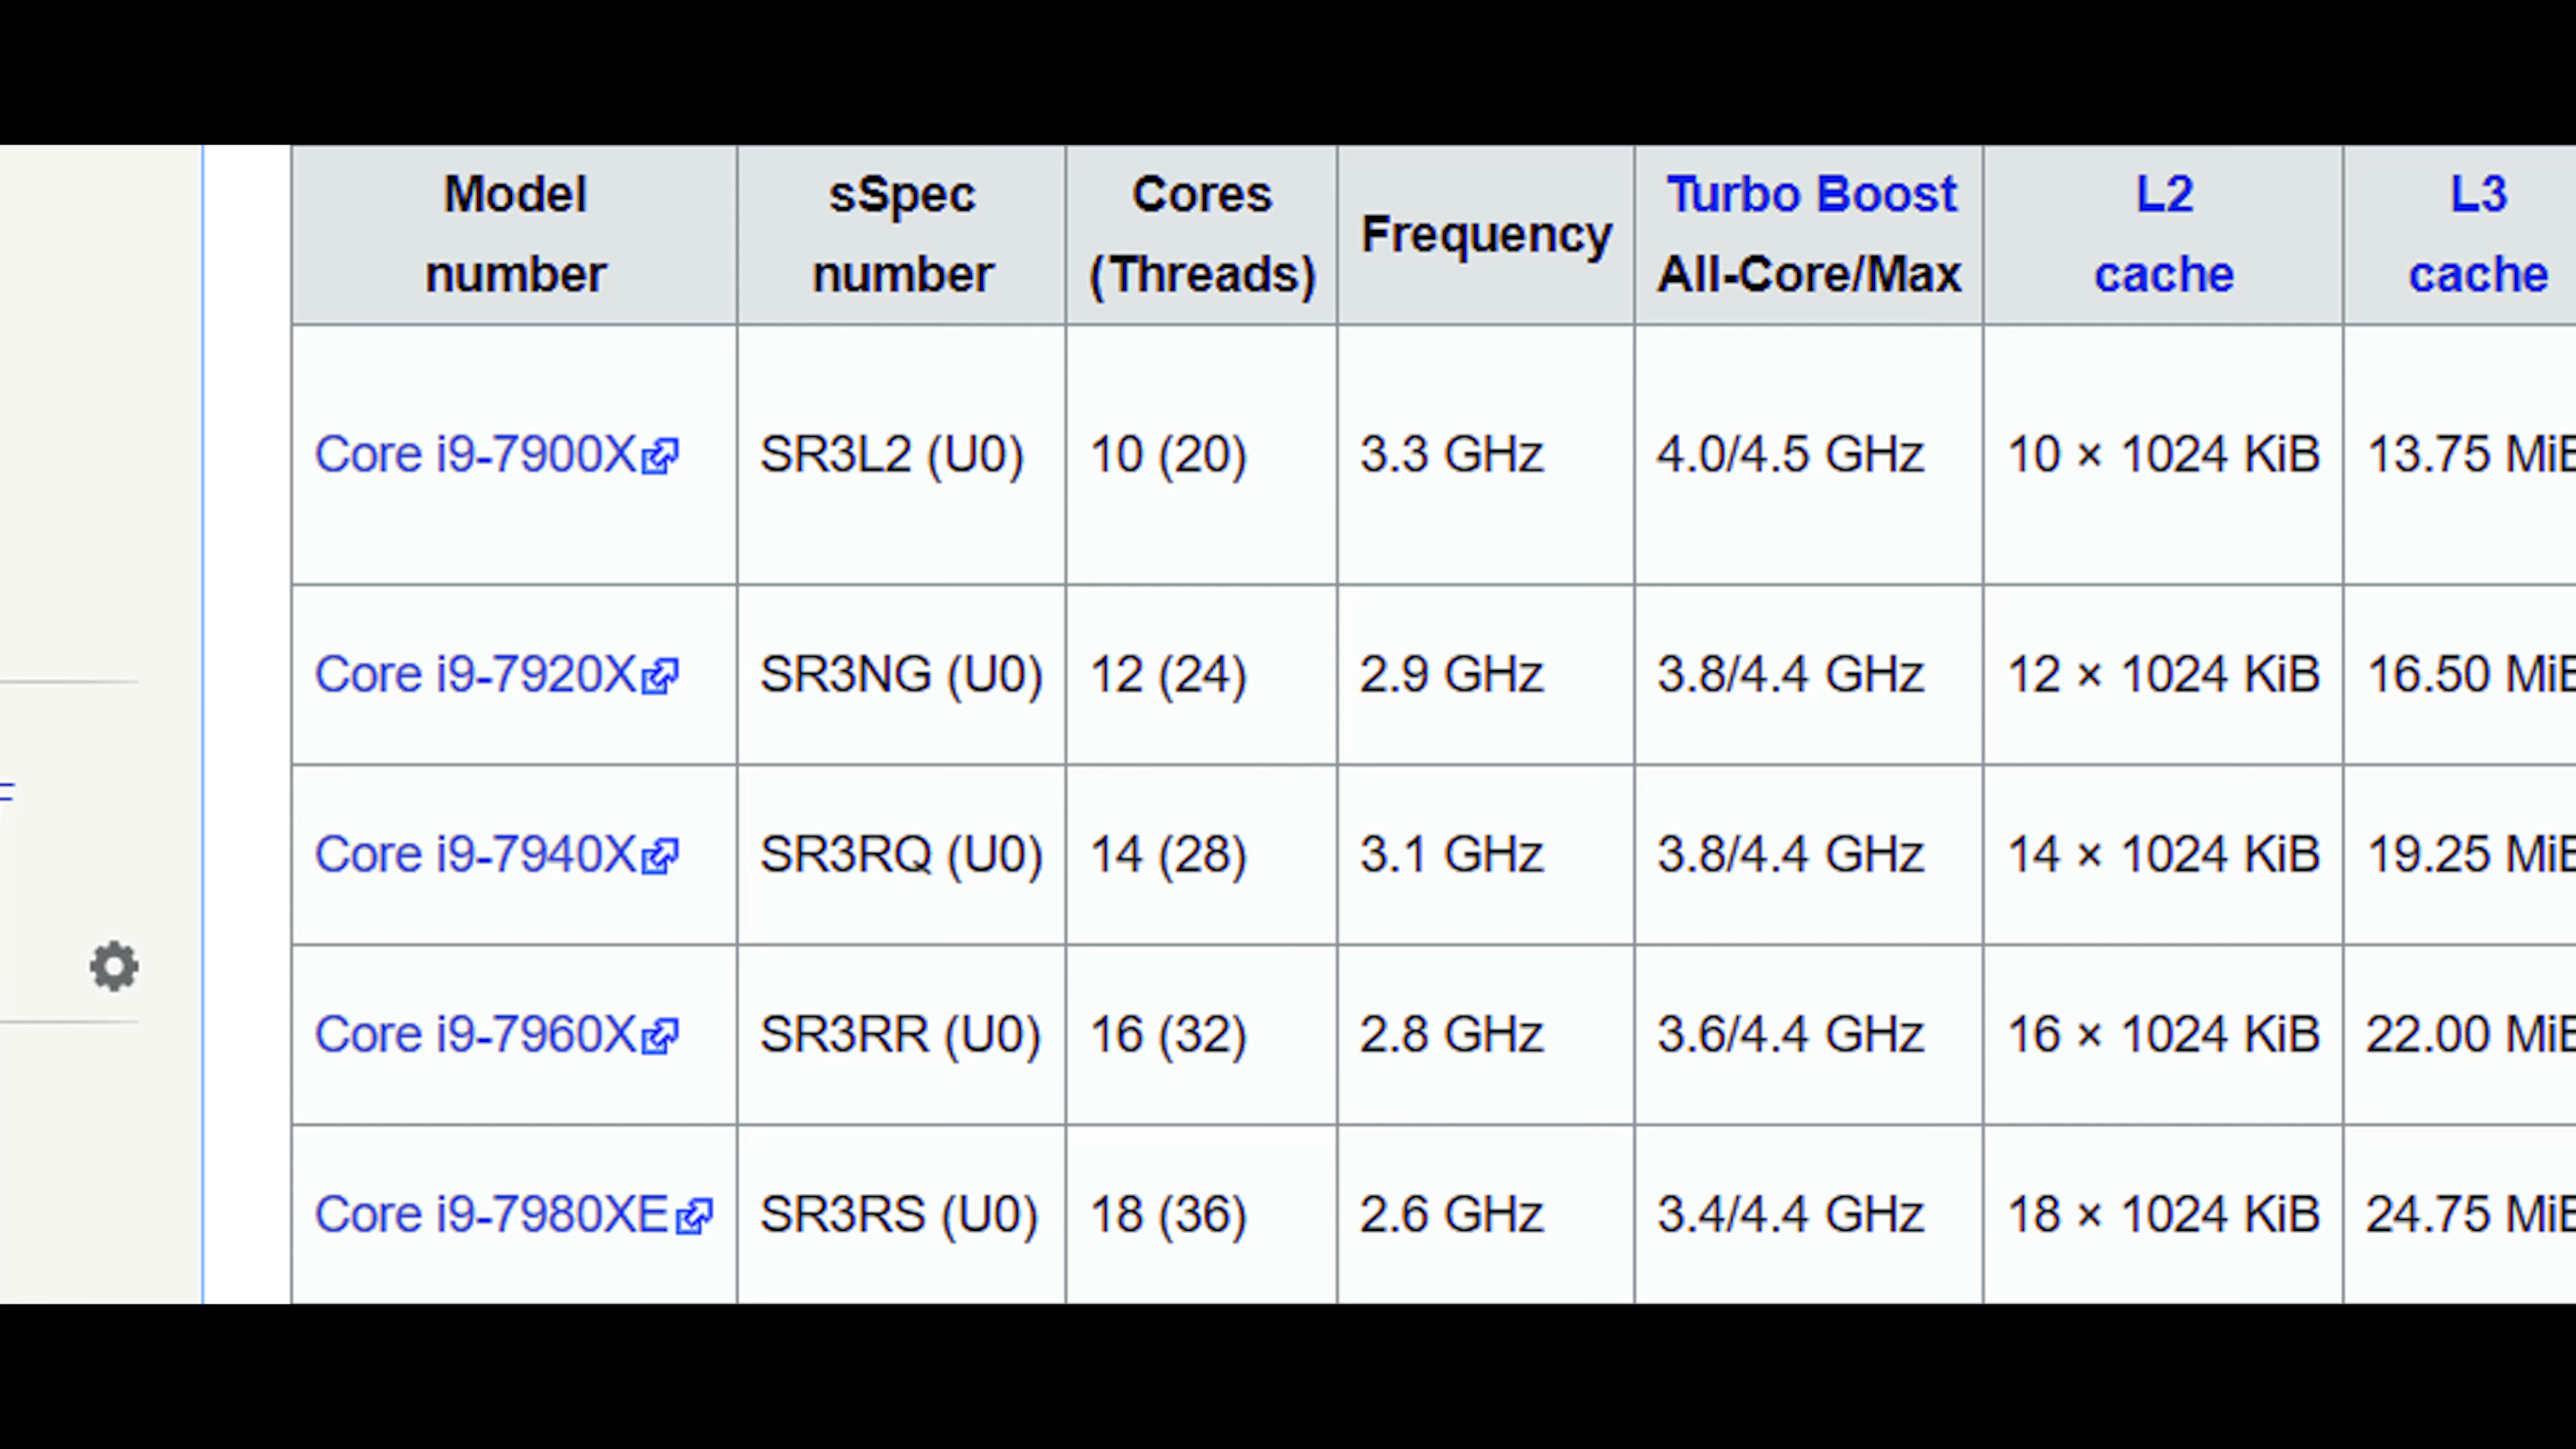 Model number	sSpec number	Cores (Threads)	Frequency	Turbo Boost All-Core/Max	L2 cache	L3 cache
Core i9-7900X	SR3L2 (U0)	10 (20)	3.3 GHz	4.0/4.5 GHz	10 × 1024 KiB	13.75 MiB
Core i9-7920X	SR3NG (U0)	12 (24)	2.9 GHz	3.8/4.4 GHz	12 × 1024 KiB	16.50 MiB
Core i9-7940X	SR3RQ (U0)	14 (28)	3.1 GHz	3.8/4.4 GHz	14 × 1024 KiB	19.25 MiB
Core i9-7960X	SR3RR (U0)	16 (32)	2.8 GHz	3.6/4.4 GHz	16 × 1024 KiB	22.00 MiB
Core i9-7980XE	SR3RS (U0)	18 (36)	2.6 GHz	3.4/4.4 GHz	18 × 1024 KiB	24.75 MiB